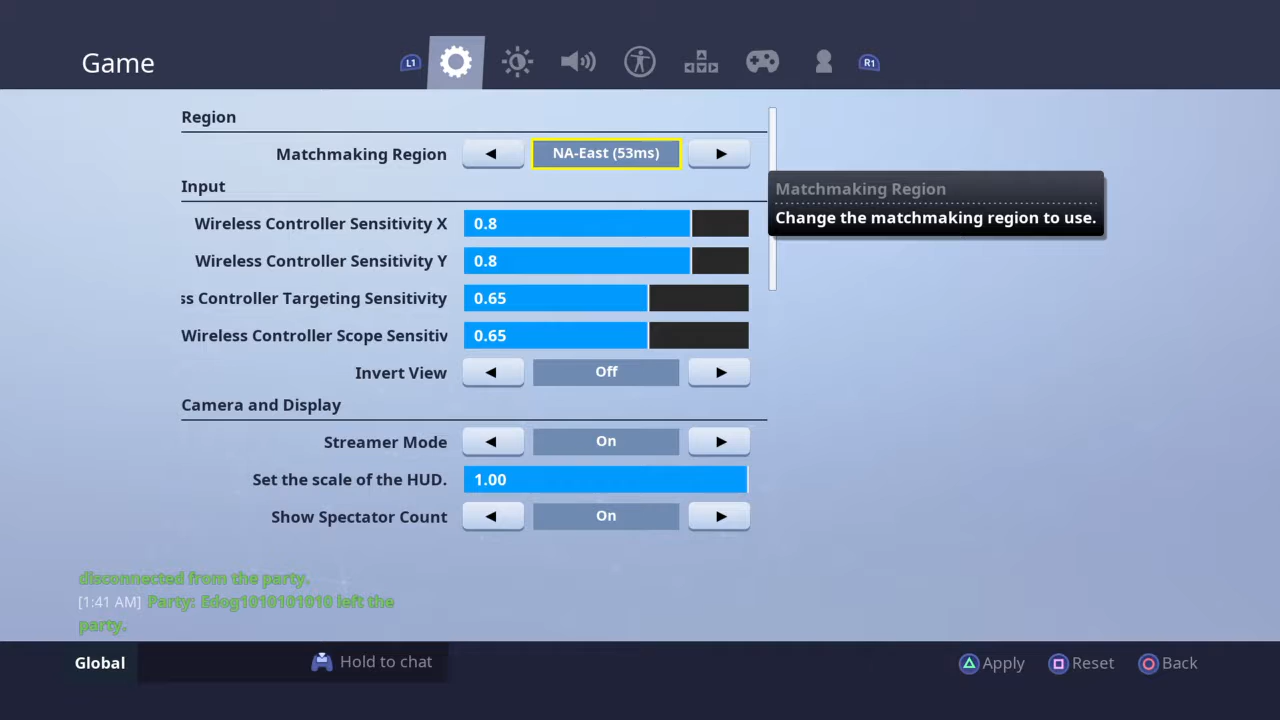 Game
L1
R1
Region
Matchmaking Region
NA-East (53ms)
Input
Matchmaking Region
Change the matchmaking region to use.
Wireless Controller Sensitivity X
0.8
Wireless Controller Sensitivity Y
0.8
ss Controller Targeting Sensitivity
0.65
Wireless Controller Scope Sensitiv
0.65
Invert View
Off
Camera and Display
Streamer Mode
On
Set the scale of the HUD.
1.00
Show Spectator Count
On
disconnected from the party.
[1:41 AM] Party: Edog1010101010 left the
party.
Global
Hold to chat
Apply
Reset
Back